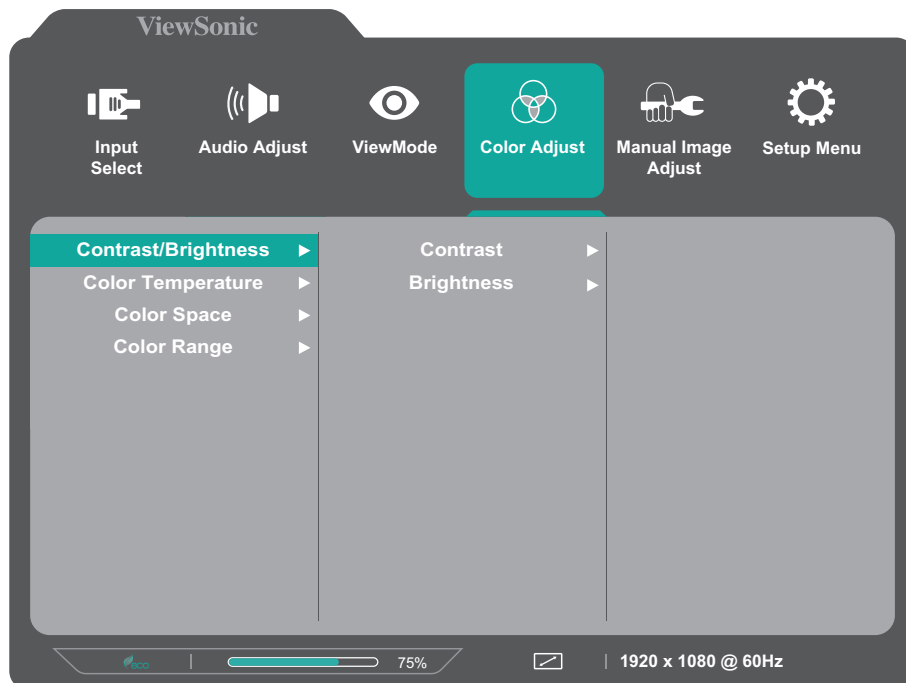 ViewSonic
Input
Select
Audio Adjust
ViewMode
Color Adjust
Manual Image
Adjust
Setup Menu
Contrast/Brightness
Color Temperature
Color Space
Color Range
Contrast
Brightness
eco
75%
1920 x 1080 @ 60Hz